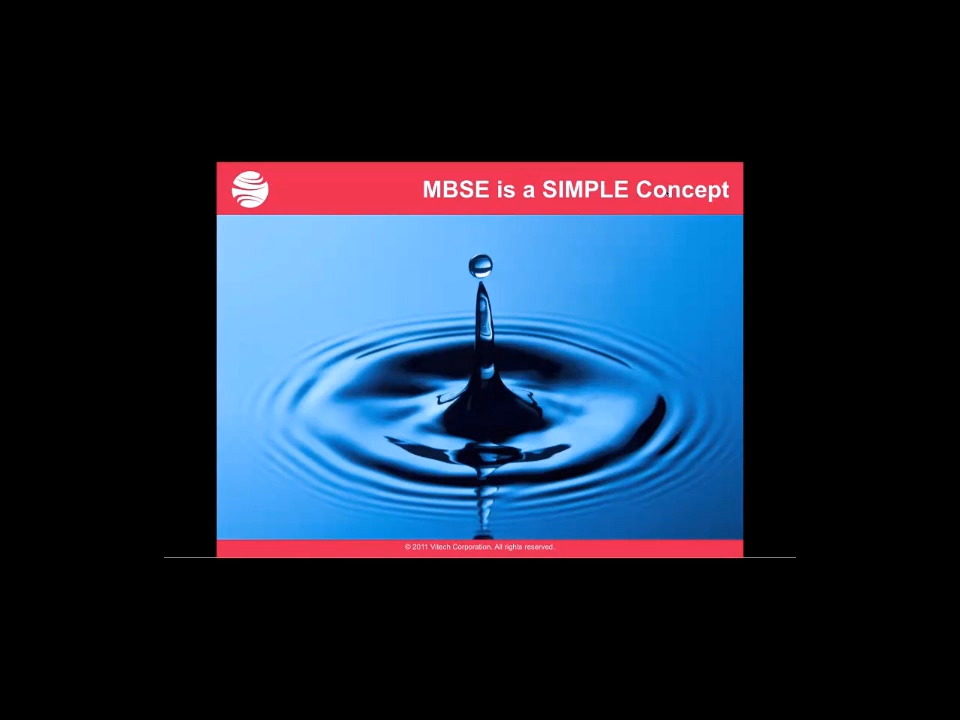 MBSE is a SIMPLE Concept
© 2011 Vitech Corporation. All rights reserved.